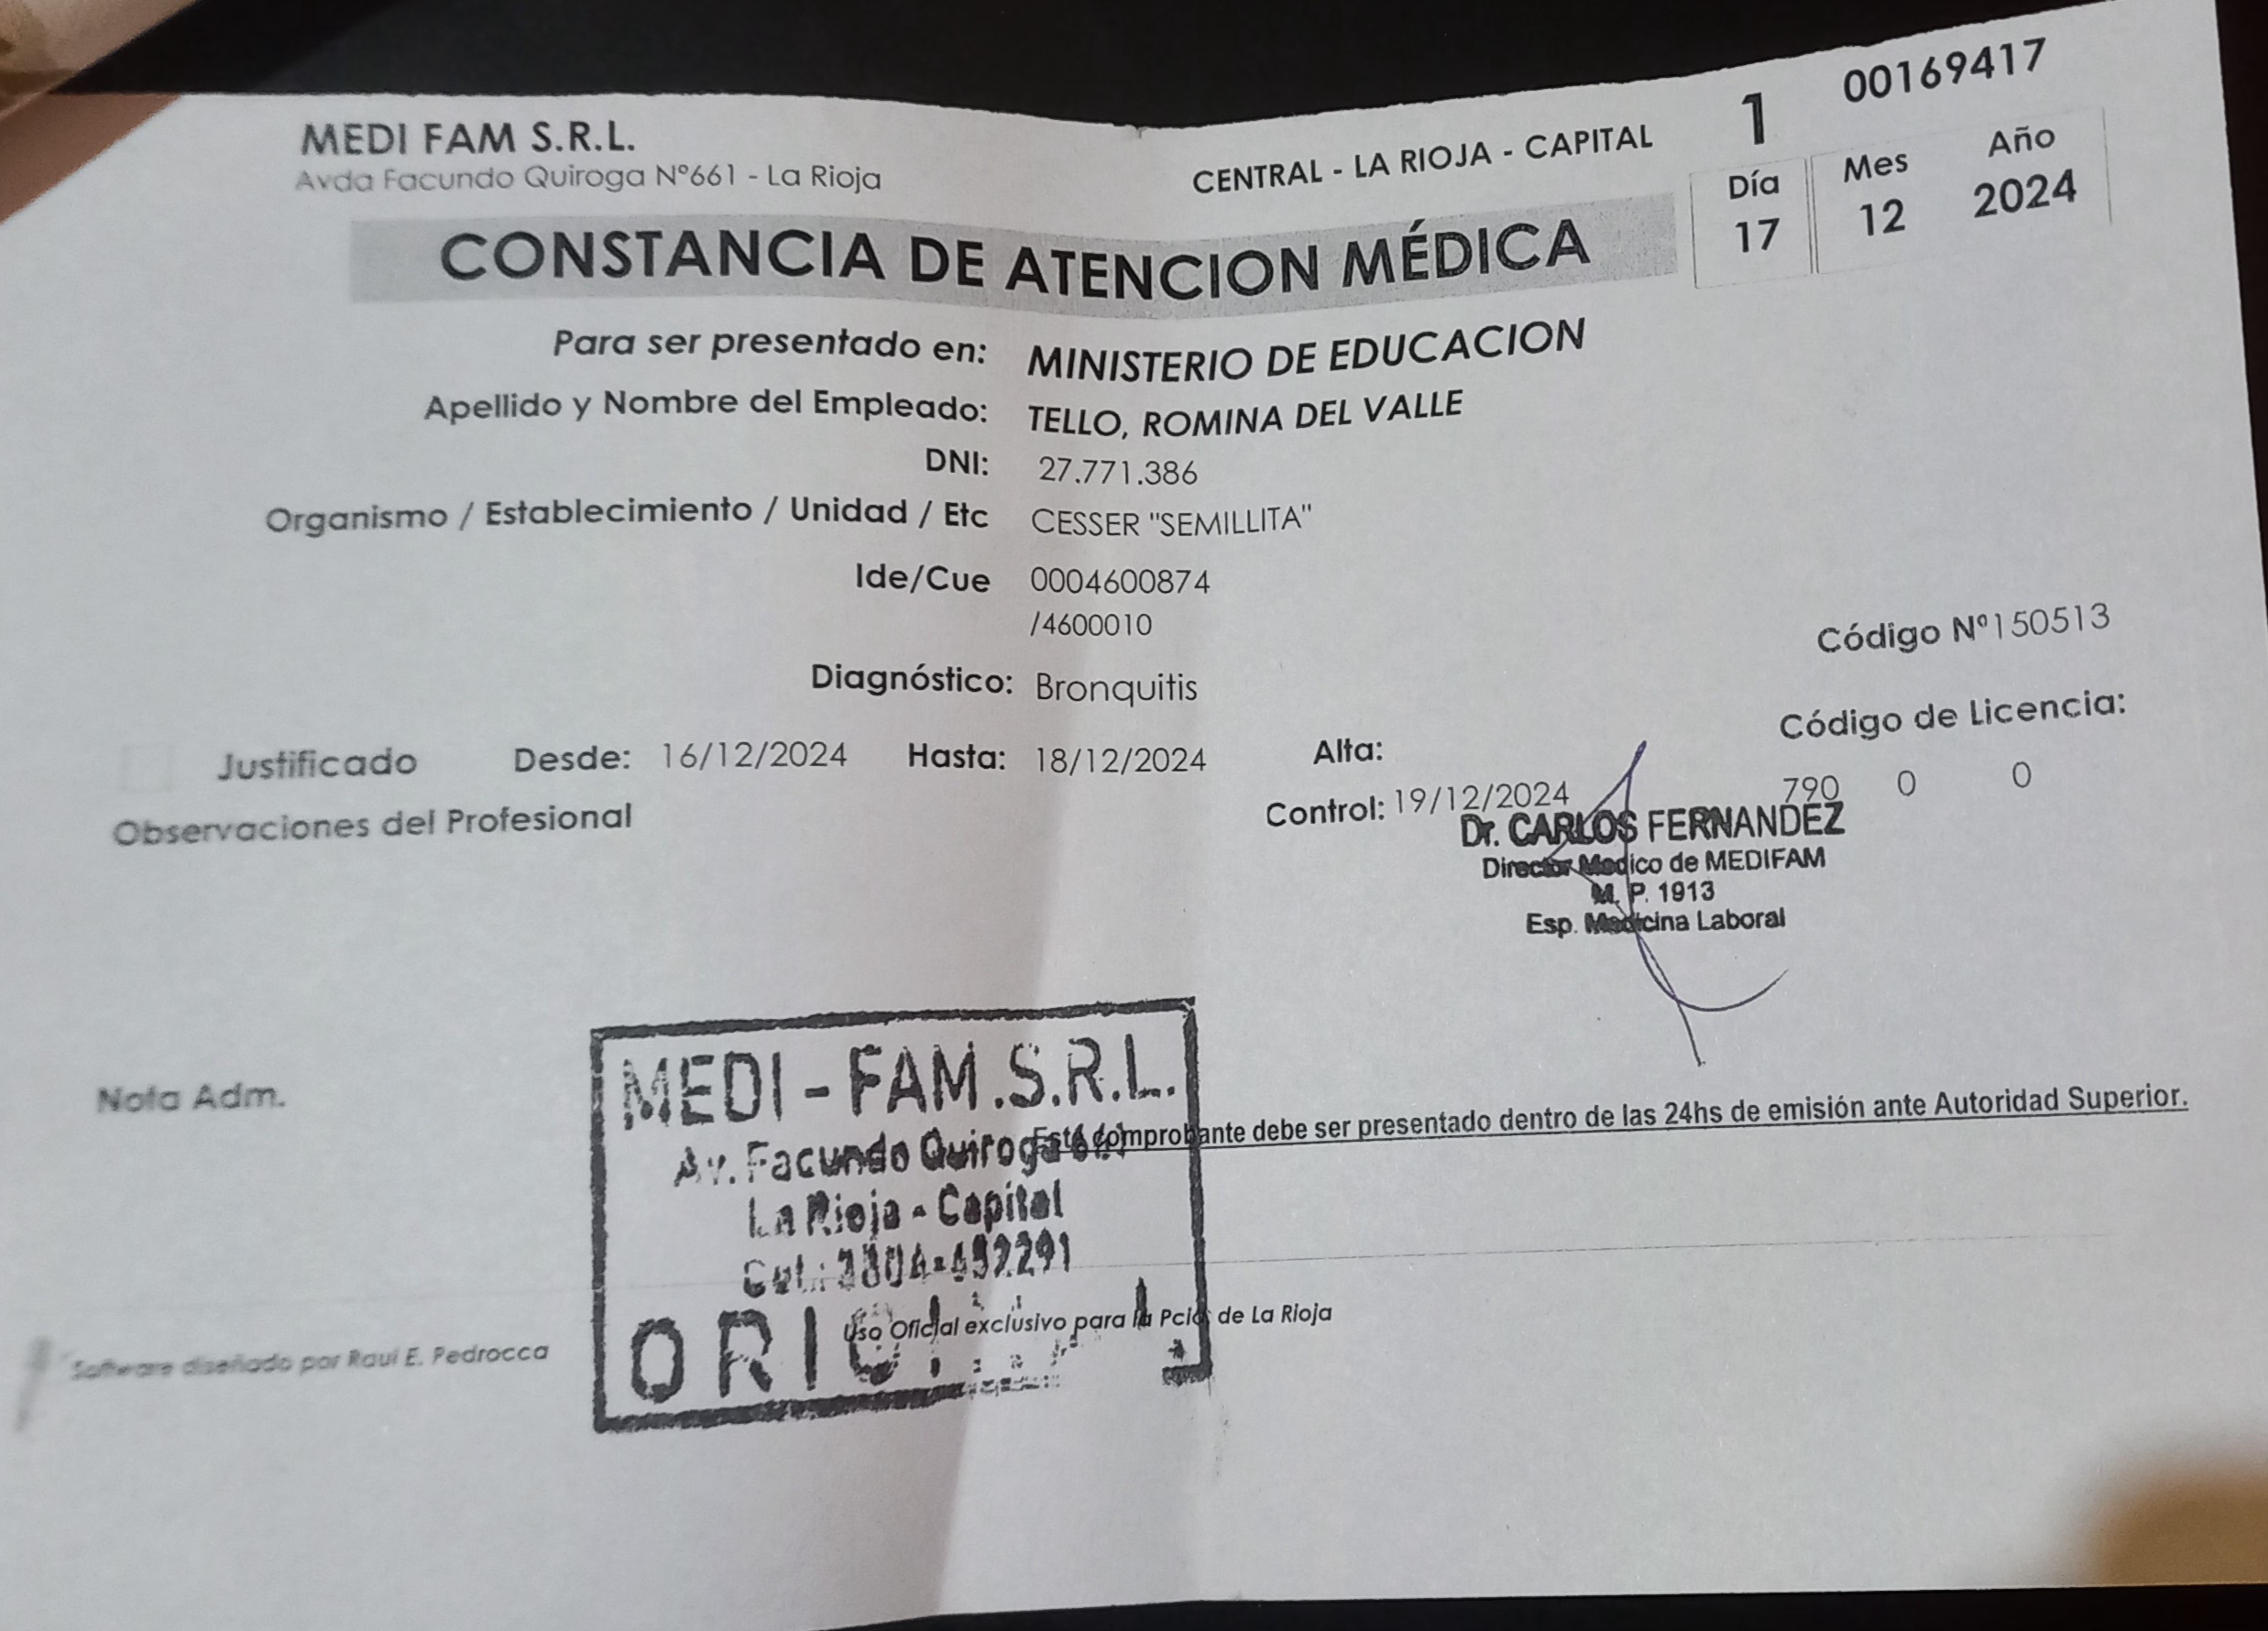 MEDI FAM S.R.L.
Avda Facundo Quiroga Nº661 - La Rioja
CENTRAL - LA RIOJA - CAPITAL
1 00169417
Día Mes Año
17 12 2024
CONSTANCIA DE ATENCION MÉDICA
Para ser presentado en: MINISTERIO DE EDUCACION
Apellido y Nombre del Empleado: TELLO, ROMINA DEL VALLE
DNI: 27.771.386
Organismo / Establecimiento / Unidad / Etc CESSER "SEMILLITA"
Ide/Cue 0004600874
/4600010
Código Nº150513
Diagnóstico: Bronquitis
Código de Licencia:
Justificado Desde: 16/12/2024 Hasta: 18/12/2024 Alta:
790 0 0
Control: 19/12/2024
Observaciones del Profesional
Dr. CARLOS FERNANDEZ
Director Medico de MEDIFAM
M. P. 1913
Esp. Medicina Laboral
Nota Adm.
MEDI - FAM.S.R.L.
Av. Facundo Quiroga
La Rioja - Capital
Esté comprobante debe ser presentado dentro de las 24hs de emisión ante Autoridad Superior.
Uso Oficial exclusivo para la Pcia de La Rioja
Software diseñado por Raul E. Pedrocca